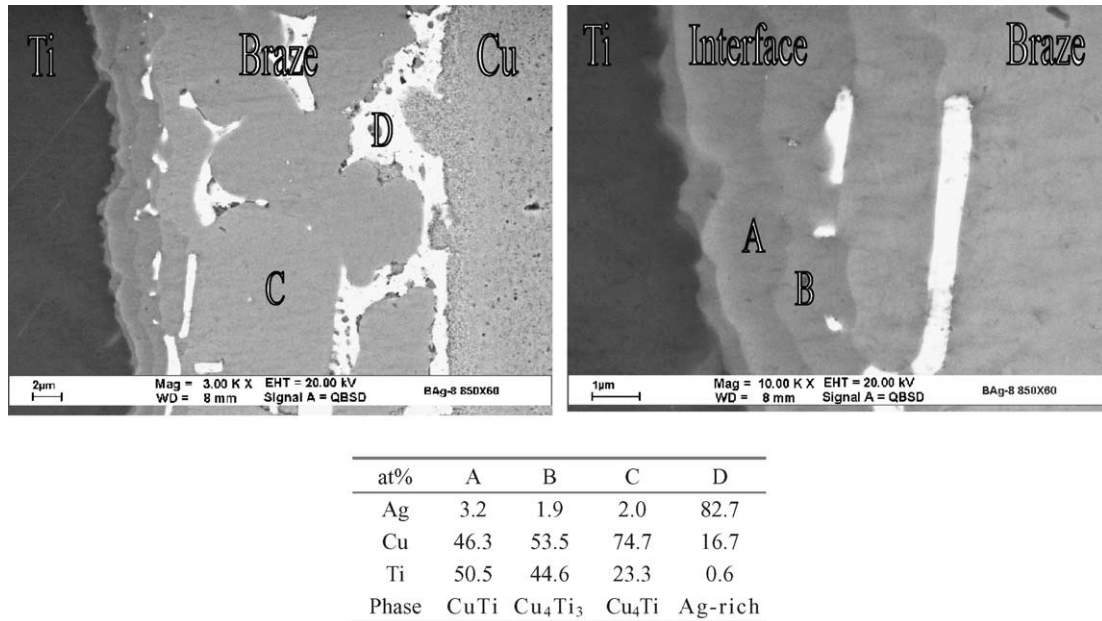 Ti
Braze
Cu
D
C
2µm
Mag = 3.00 K X EHT = 20.00 kV
WD = 8 mm Signal A = QBSD
BAg-8 850X60
Ti
Interface
Braze
A
B
1µm
Mag = 10.00 K X EHT = 20.00 kV
WD = 8 mm Signal A = QBSD
BAg-8 850X60
at% A B C D
Ag 3.2 1.9 2.0 82.7
Cu 46.3 53.5 74.7 16.7
Ti 50.5 44.6 23.3 0.6
Phase CuTi Cu₄Ti₃ Cu₄Ti Ag-rich